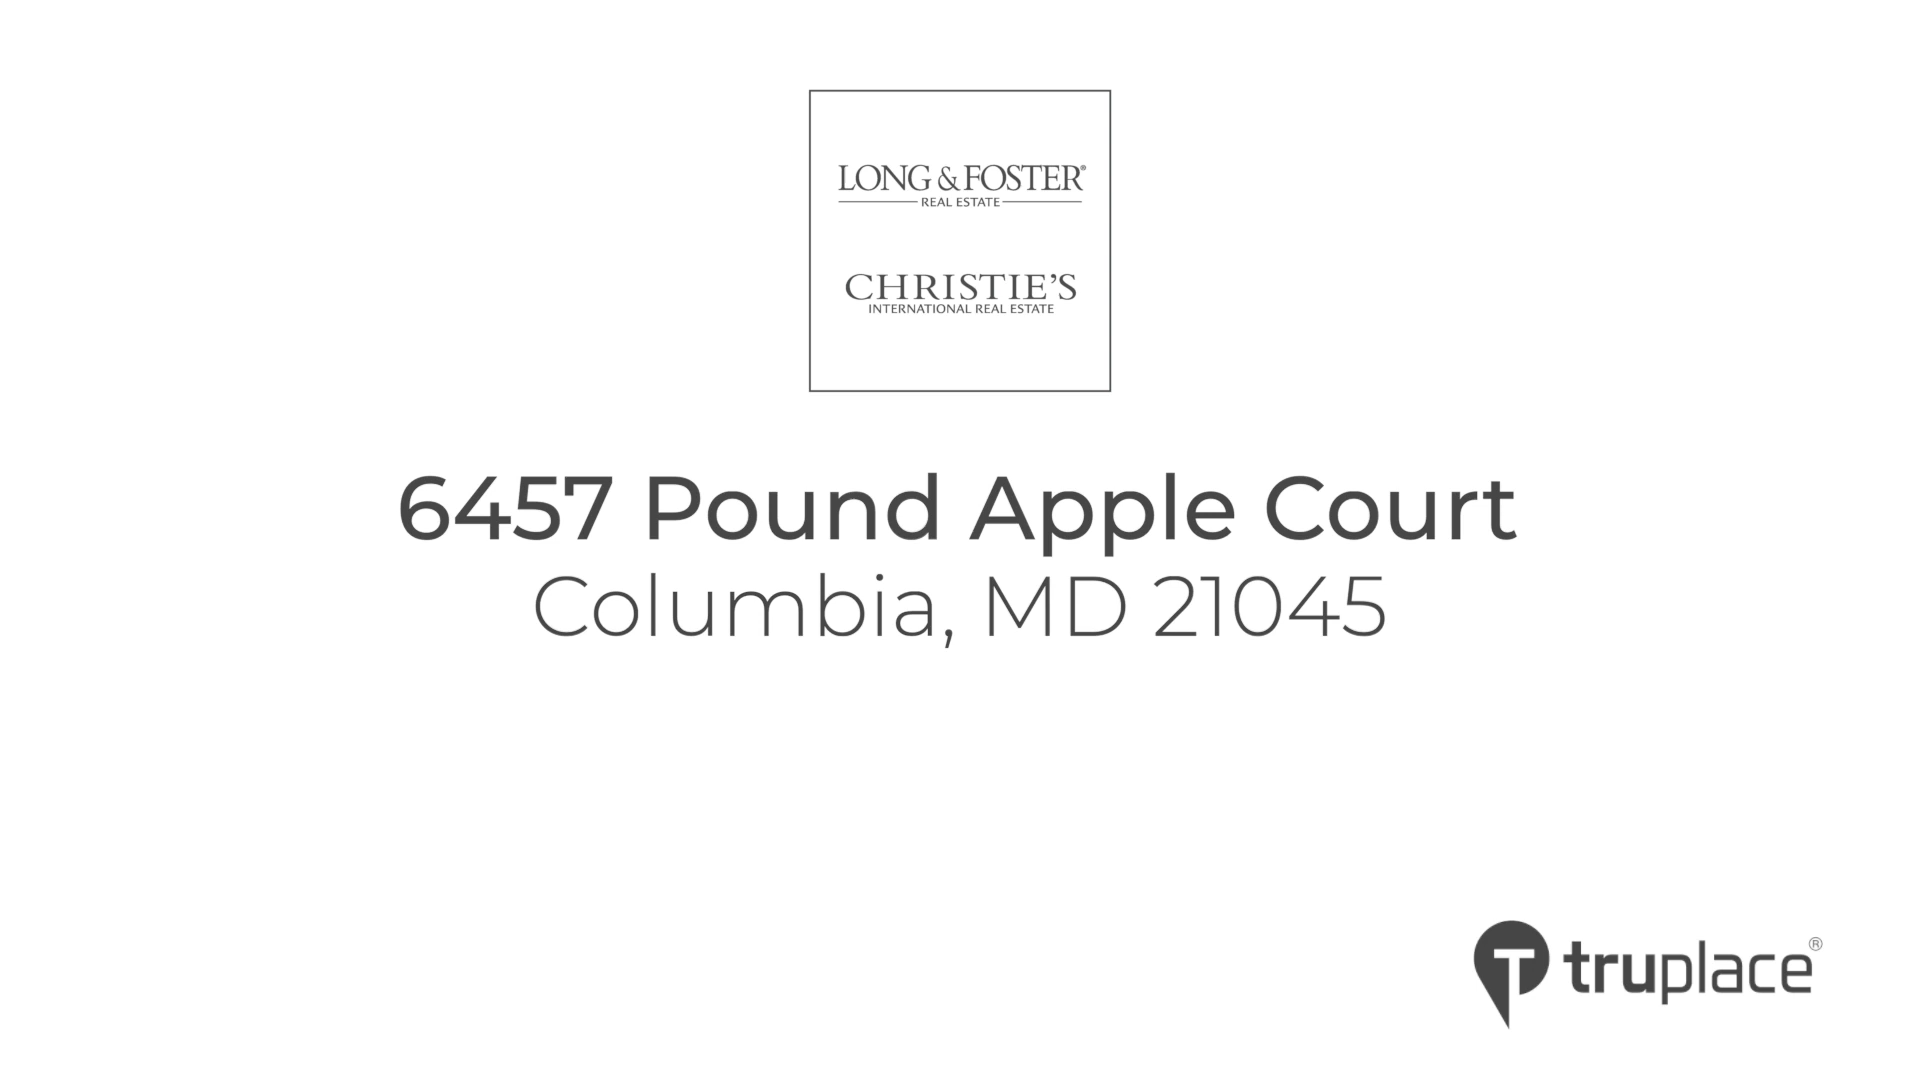 LONG & FOSTER®
REAL ESTATE
CHRISTIE'S
INTERNATIONAL REAL ESTATE
6457 Pound Apple Court
Columbia, MD 21045
T truplace®